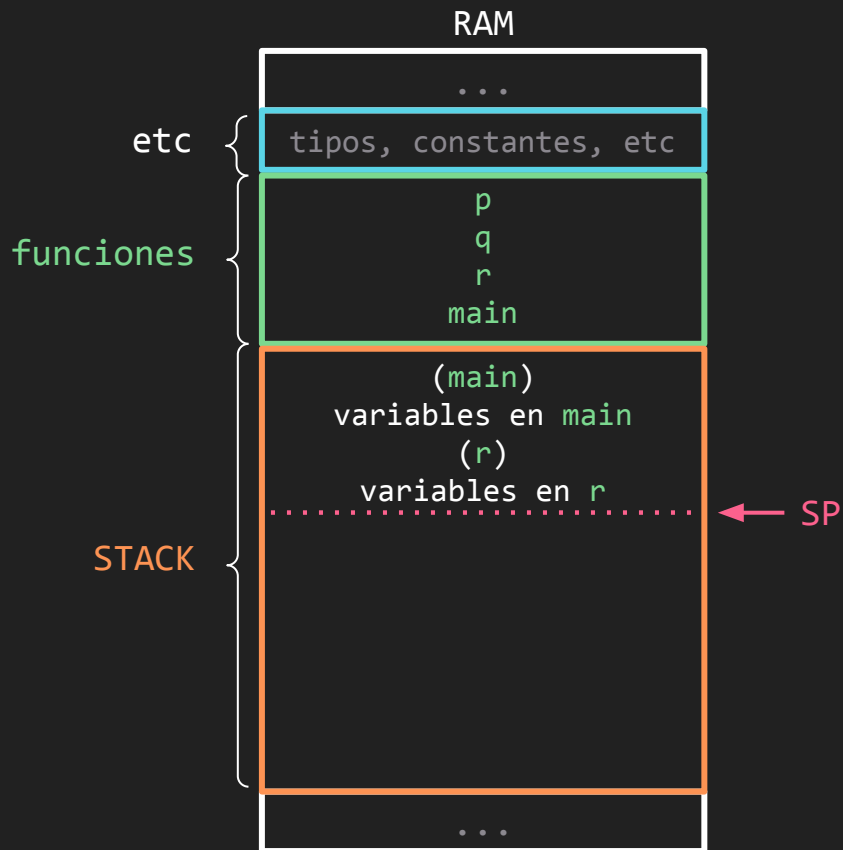 RAM
...
etc
tipos, constantes, etc
funciones
p
q
r
main
(main)
variables en main
(r)
variables en r
SP
STACK
...